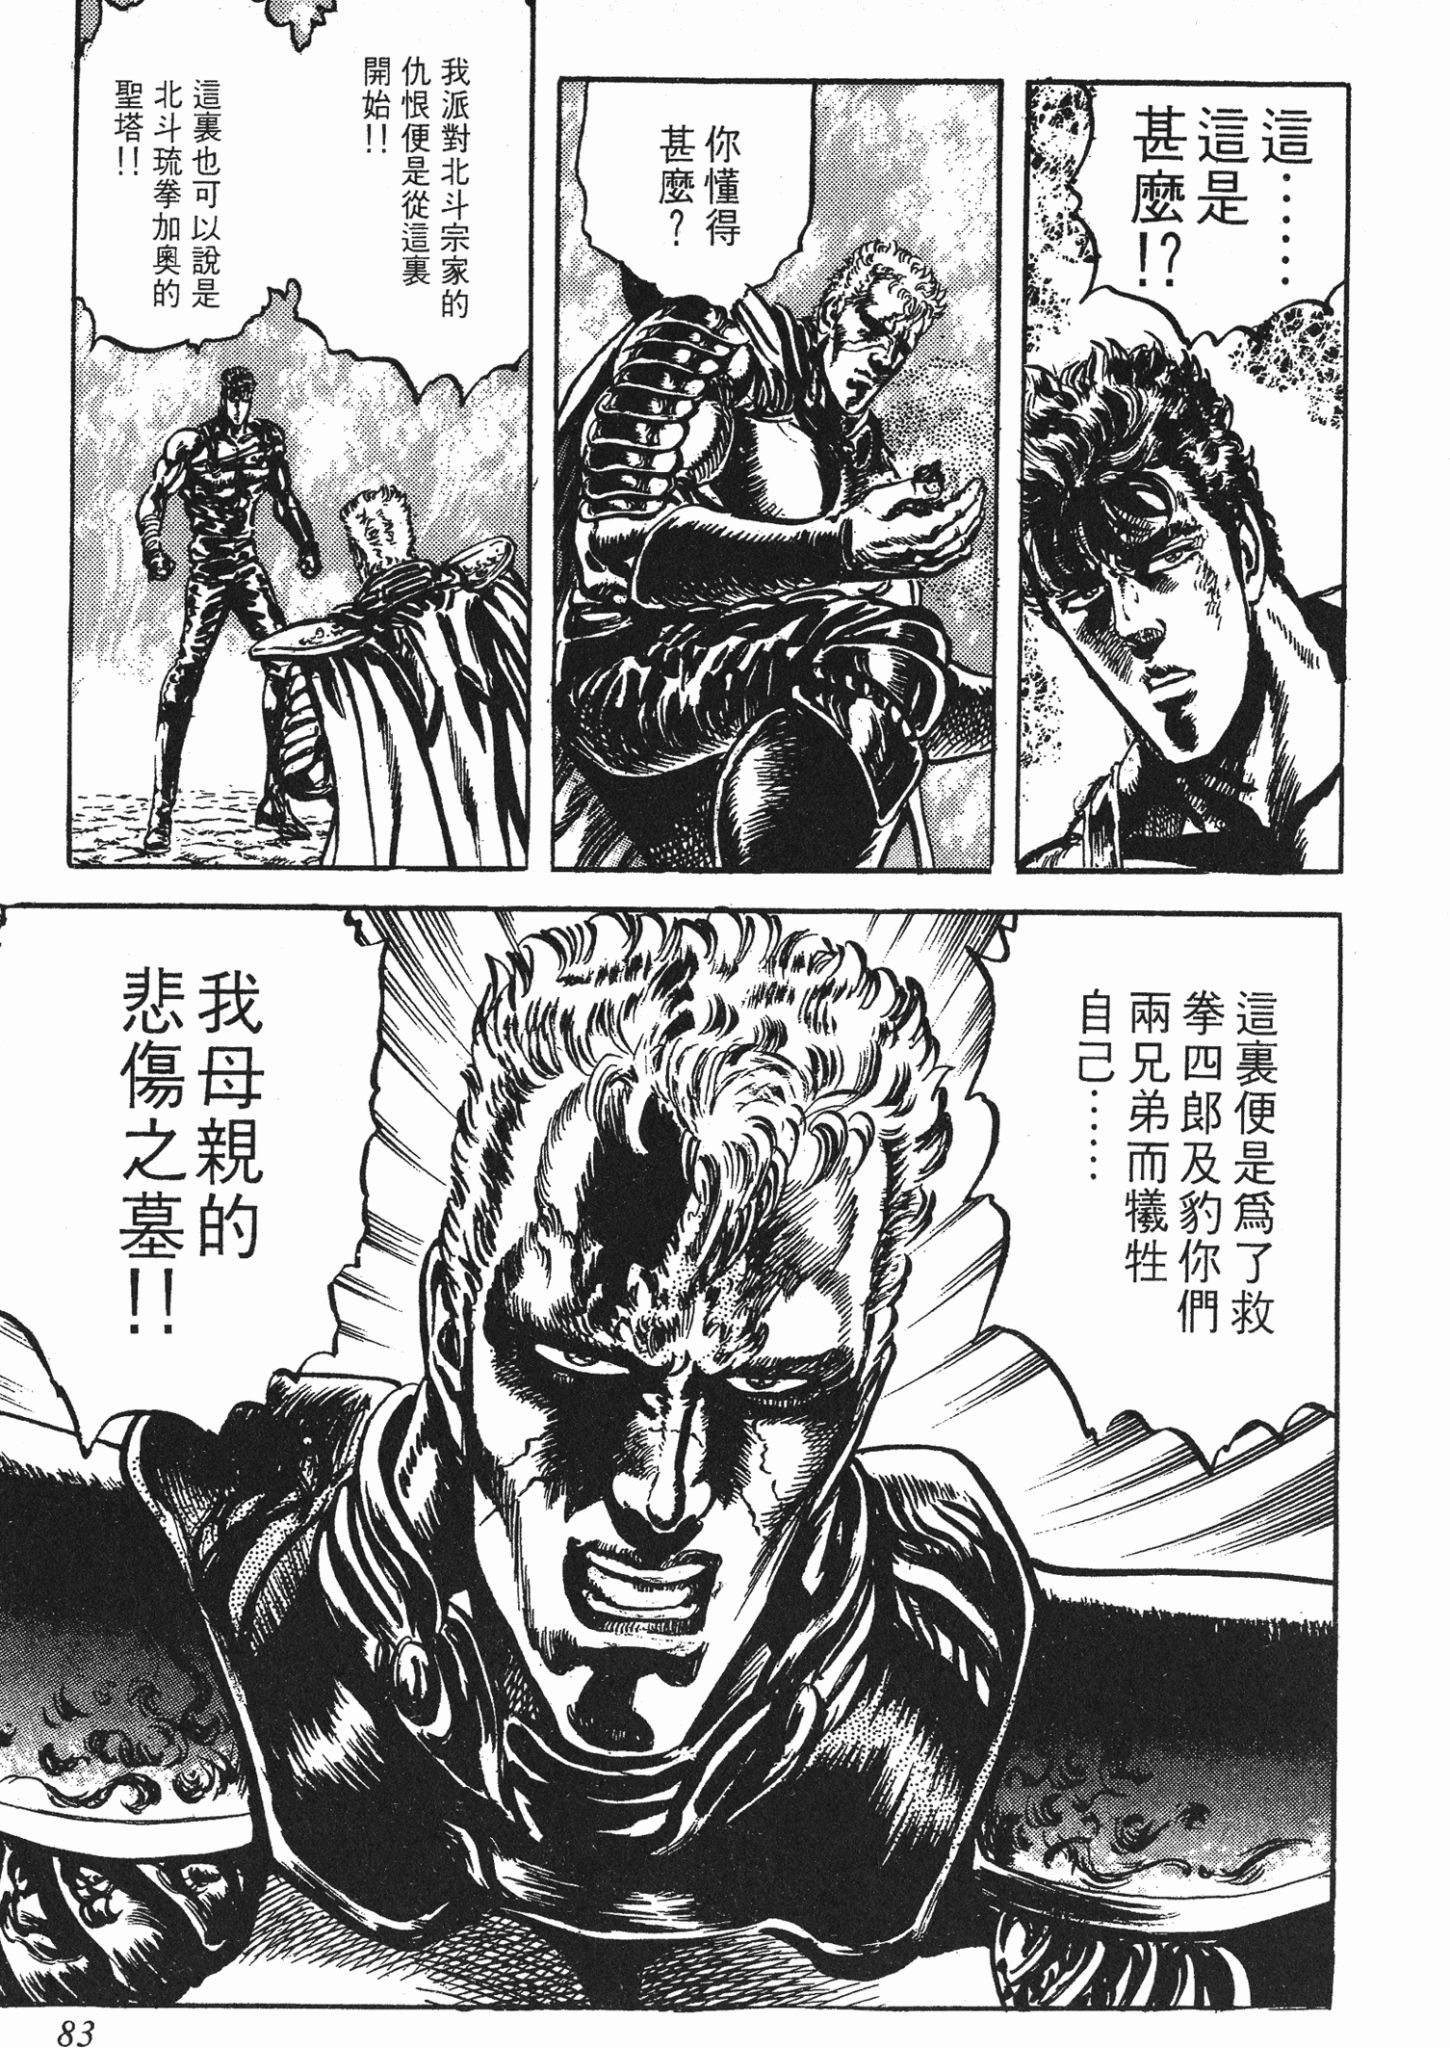 這……
這是
甚麼!?
你懂得
甚麼？
我派對北斗宗家的
仇恨便是從這裏
開始!!
這裏也可以說是
北斗琉拳加奧的
聖塔!!
這裏便是爲了救
拳四郎及豹你們
兩兄弟而犧牲
自己……
我母親的
悲傷之墓!!
83